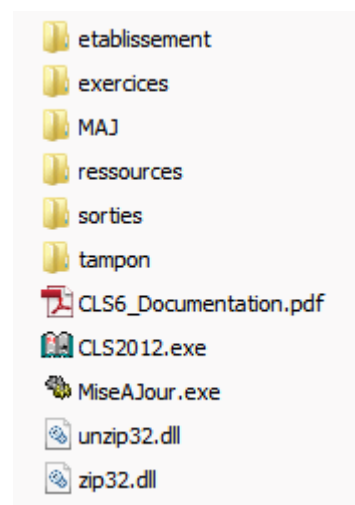 etablissement
exercices
MAJ
ressources
sorties
tampon
CLS6_Documentation.pdf
CLS2012.exe
MiseAJour.exe
unzip32.dll
zip32.dll